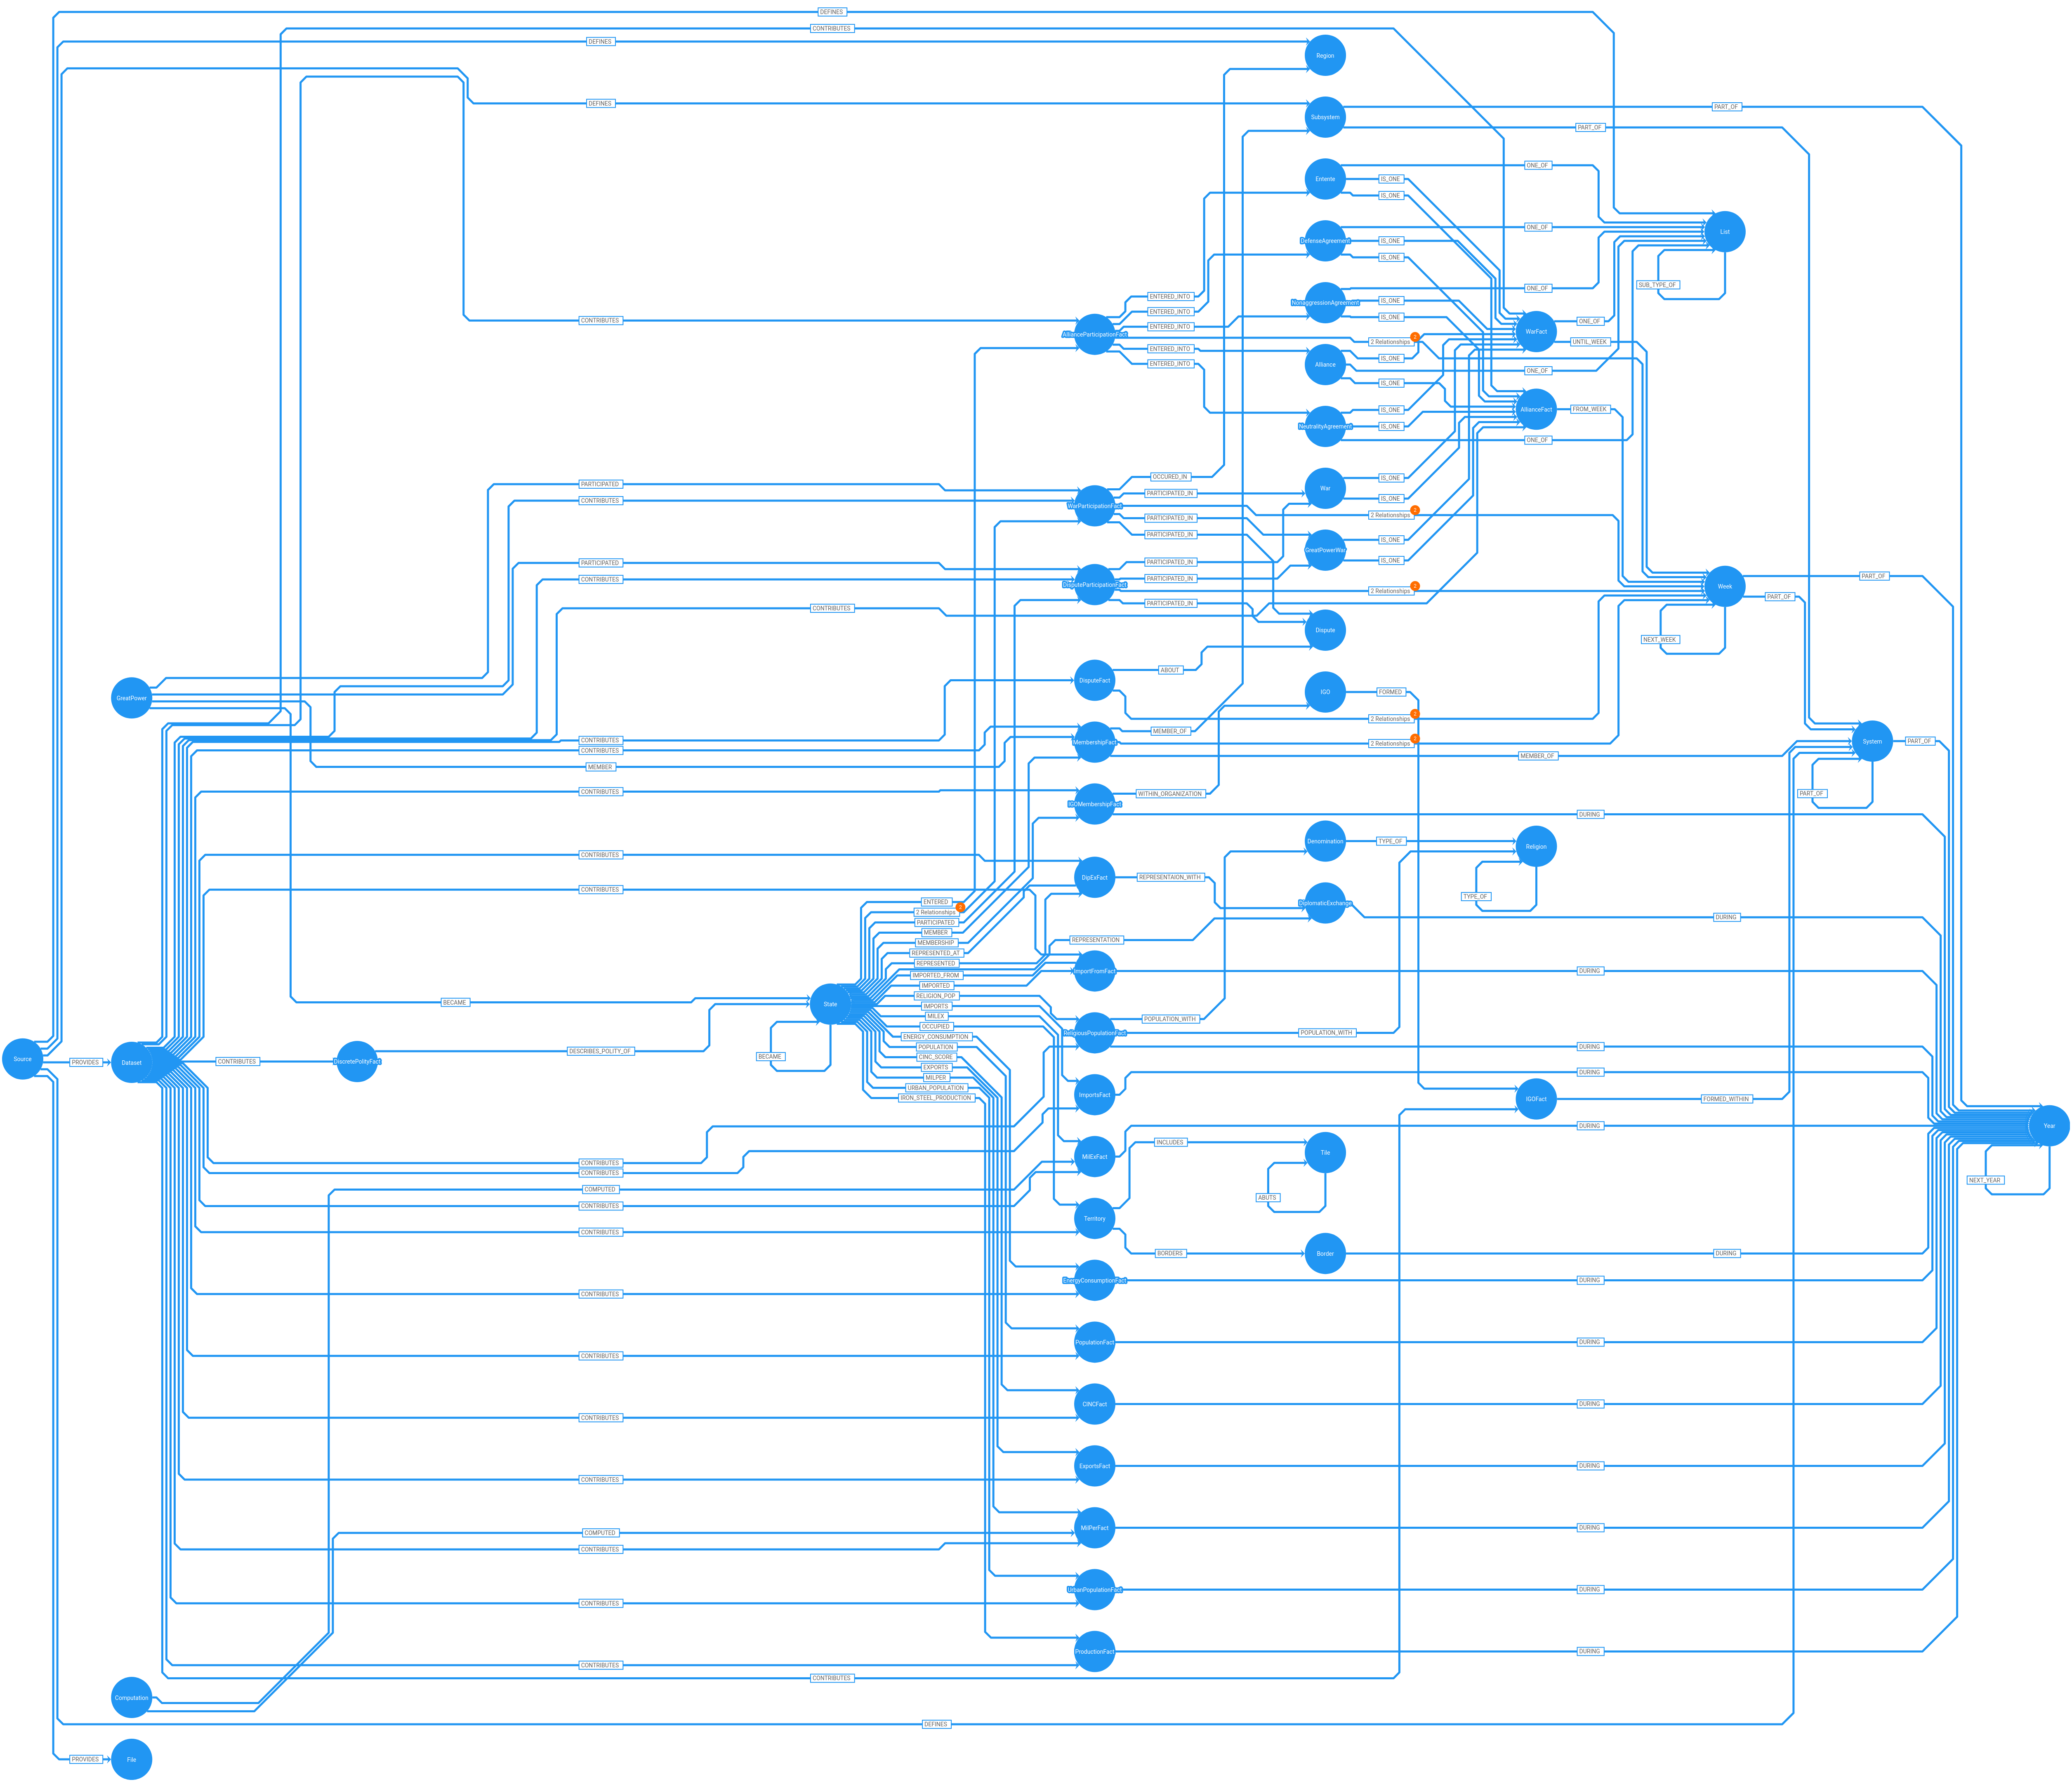 DEFINES
CONTRIBUTES
DEFINES
Region
DEFINES
Subsystem
PART_OF
PART_OF
Entente
ONE_OF
IS_ONE
IS_ONE
List
DefenseAgreement
ONE_OF
IS_ONE
IS_ONE
SUB_TYPE_OF
ENTERED_INTO
NonaggressionAgreement
ONE_OF
IS_ONE
ENTERED_INTO
IS_ONE
CONTRIBUTES
ONE_OF
ENTERED_INTO
WarFact
AllianceParticipationFact
2 Relationships
2
UNTIL_WEEK
ENTERED_INTO
IS_ONE
ENTERED_INTO
Alliance
ONE_OF
IS_ONE
IS_ONE
AllianceFact
FROM_WEEK
NeutralityAgreement
IS_ONE
ONE_OF
OCCURED_IN
IS_ONE
PARTICIPATED
PARTICIPATED_IN
War
IS_ONE
CONTRIBUTES
WarParticipationFact
2 Relationships
2
PARTICIPATED_IN
PARTICIPATED_IN
IS_ONE
GreatPowerWar
IS_ONE
PARTICIPATED
PARTICIPATED_IN
CONTRIBUTES
PARTICIPATED_IN
DisputeParticipationFact
2 Relationships
2
Week
PART_OF
PART_OF
PARTICIPATED_IN
CONTRIBUTES
Dispute
NEXT_WEEK
ABOUT
DisputeFact
GreatPower
IGO
FORMED
2 Relationships
2
MEMBER_OF
CONTRIBUTES
CONTRIBUTES
MembershipFact
2 Relationships
2
System
PART_OF
MEMBER_OF
MEMBER
CONTRIBUTES
WITHIN_ORGANIZATION
PART_OF
IGOMembershipFact
DURING
Denomination
TYPE_OF
Religion
CONTRIBUTES
DipExFact
REPRESENTAION_WITH
CONTRIBUTES
TYPE_OF
ENTERED
DiplomaticExchange
2 Relationships
2
DURING
PARTICIPATED
MEMBER
MEMBERSHIP
REPRESENTATION
REPRESENTED_AT
REPRESENTED
ImportFromFact
DURING
IMPORTED_FROM
IMPORTED
RELIGION_POP
BECAME
State
IMPORTS
MILEX
POPULATION_WITH
OCCUPIED
ReligiousPopulationFact
POPULATION_WITH
ENERGY_CONSUMPTION
POPULATION
DURING
DESCRIBES_POLITY_OF
BECAME
CINC_SCORE
Source
PROVIDES
Dataset
CONTRIBUTES
DiscretePolityFact
EXPORTS
DURING
MILPER
URBAN_POPULATION
ImportsFact
IRON_STEEL_PRODUCTION
IGOFact
FORMED_WITHIN
DURING
Year
INCLUDES
Tile
MilExFact
CONTRIBUTES
CONTRIBUTES
NEXT_YEAR
COMPUTED
ABUTS
CONTRIBUTES
Territory
CONTRIBUTES
BORDERS
Border
DURING
EnergyConsumptionFact
DURING
CONTRIBUTES
PopulationFact
DURING
CONTRIBUTES
CINCFact
DURING
CONTRIBUTES
ExportsFact
DURING
CONTRIBUTES
MilPerFact
DURING
COMPUTED
CONTRIBUTES
UrbanPopulationFact
DURING
CONTRIBUTES
ProductionFact
DURING
CONTRIBUTES
CONTRIBUTES
Computation
DEFINES
PROVIDES
File